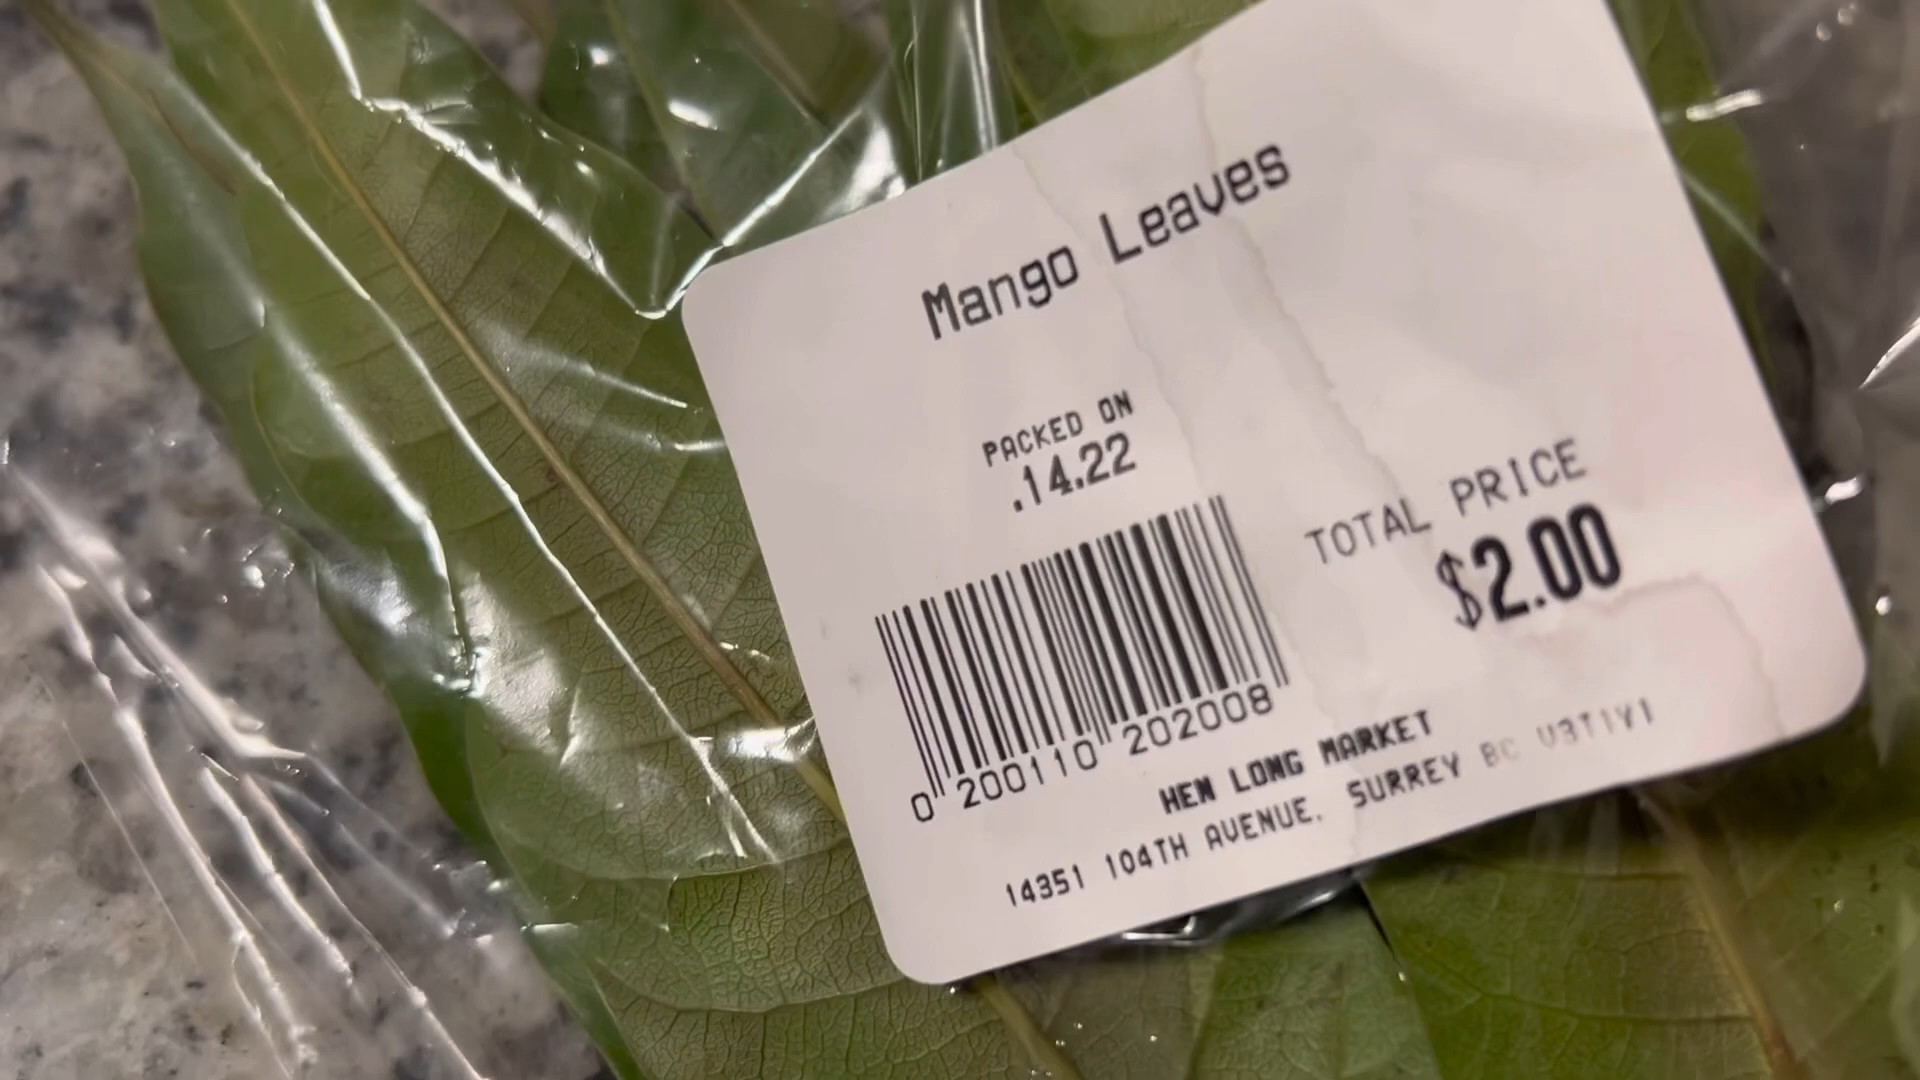 Mango Leaves
PACKED ON
.14.22
TOTAL PRICE
$2.00
0 200110 202008
HEN LONG MARKET
14351 104TH AVENUE, SURREY BC V3T1Y1